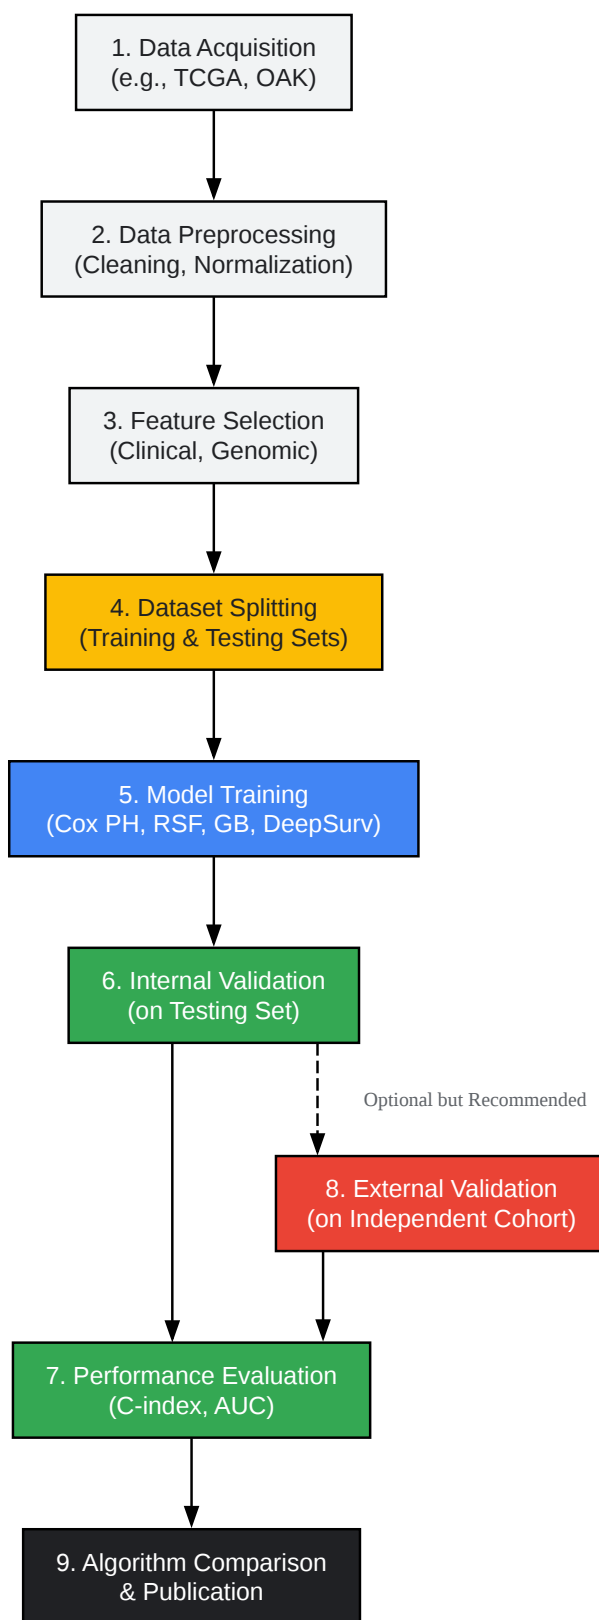 1. Data Acquisition
(e.g., TCGA, OAK)
2. Data Preprocessing
(Cleaning, Normalization)
3. Feature Selection
(Clinical, Genomic)
4. Dataset Splitting
(Training & Testing Sets)
5. Model Training
(Cox PH, RSF, GB, DeepSurv)
6. Internal Validation
(on Testing Set)
Optional but Recommended
8. External Validation
(on Independent Cohort)
7. Performance Evaluation
(C-index, AUC)
9. Algorithm Comparison
& Publication